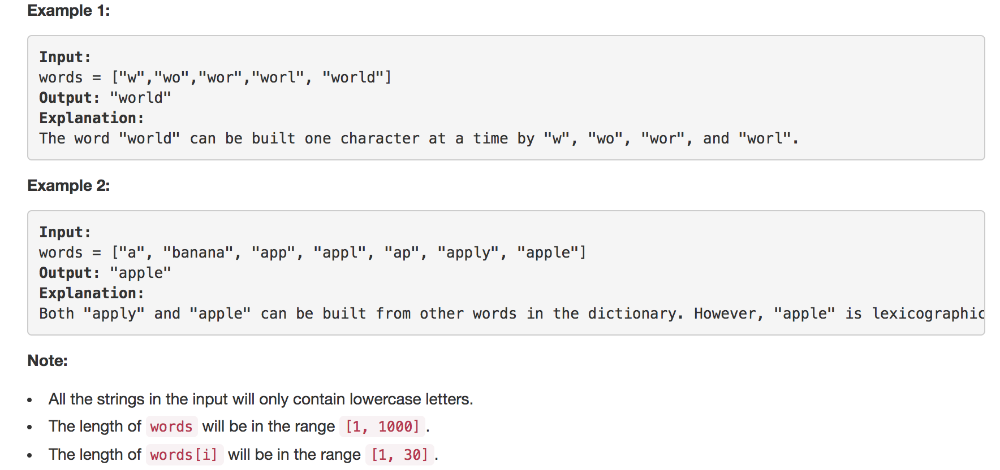 Example 1:
Input:
words = ["w","wo","wor","worl", "world"]
Output: "world"
Explanation:
The word "world" can be built one character at a time by "w", "wo", "wor", and "worl".
Example 2:
Input:
words = ["a", "banana", "app", "appl", "ap", "apply", "apple"]
Output: "apple"
Explanation:
Both "apply" and "apple" can be built from other words in the dictionary. However, "apple" is lexicographic
Note:
• All the strings in the input will only contain lowercase letters.
• The length of words will be in the range [1, 1000].
• The length of words[i] will be in the range [1, 30].